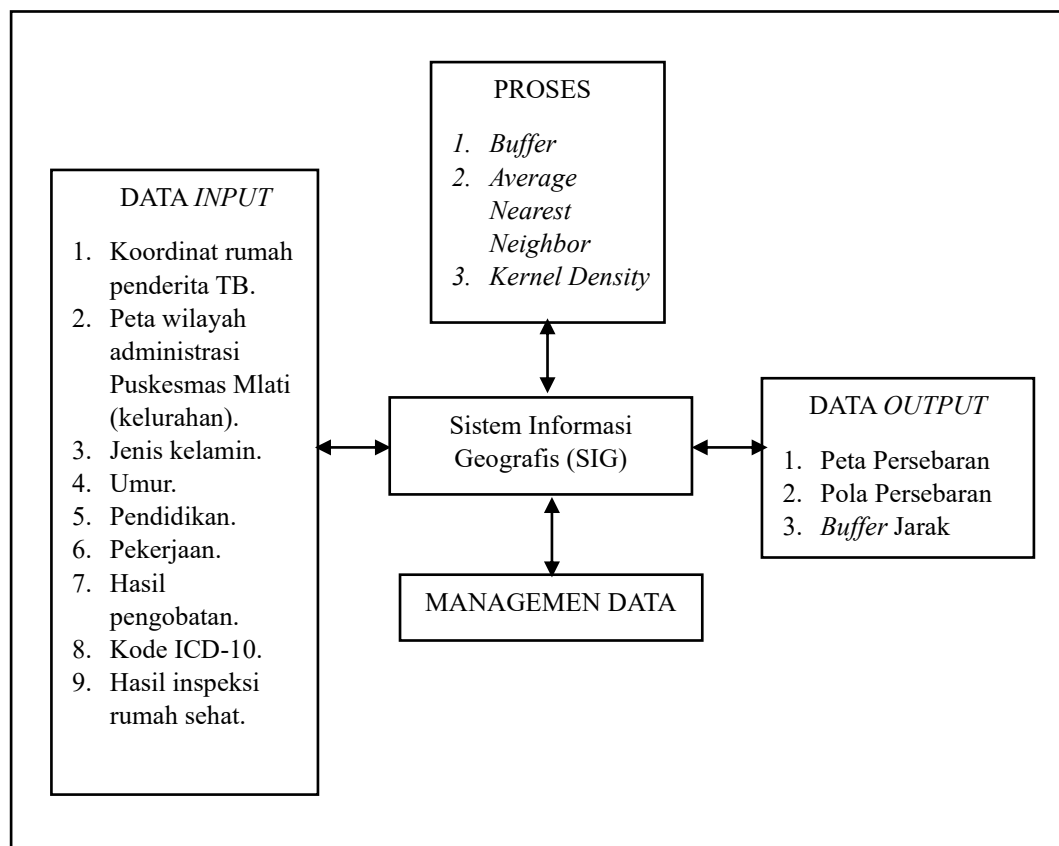 PROSES
1. Buffer
2. Average
Nearest
Neighbor
3. Kernel Density
DATA INPUT
1. Koordinat rumah
penderita TB.
2. Peta wilayah
administrasi
Puskesmas Mlati
(kelurahan).
3. Jenis kelamin.
4. Umur.
5. Pendidikan.
6. Pekerjaan.
7. Hasil
pengobatan.
8. Kode ICD-10.
9. Hasil inspeksi
rumah sehat.
Sistem Informasi
Geografis (SIG)
DATA OUTPUT
1. Peta Persebaran
2. Pola Persebaran
3. Buffer Jarak
MANAGEMEN DATA